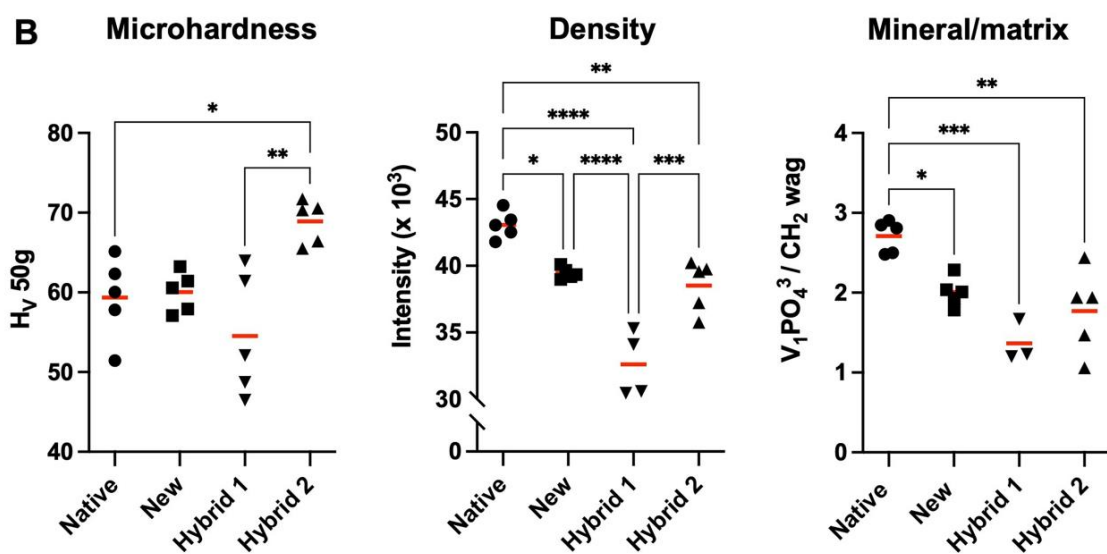 B
Microhardness
*
**
80
70
60
50
40
H_V 50g
Native
New
Hybrid 1
Hybrid 2
Density
**
****
*
****
***
50
45
40
35
30
0
Intensity (x 10³)
Native
New
Hybrid 1
Hybrid 2
Mineral/matrix
**
***
*
4
3
2
1
0
V₁PO₄³ / CH₂ wag
Native
New
Hybrid 1
Hybrid 2